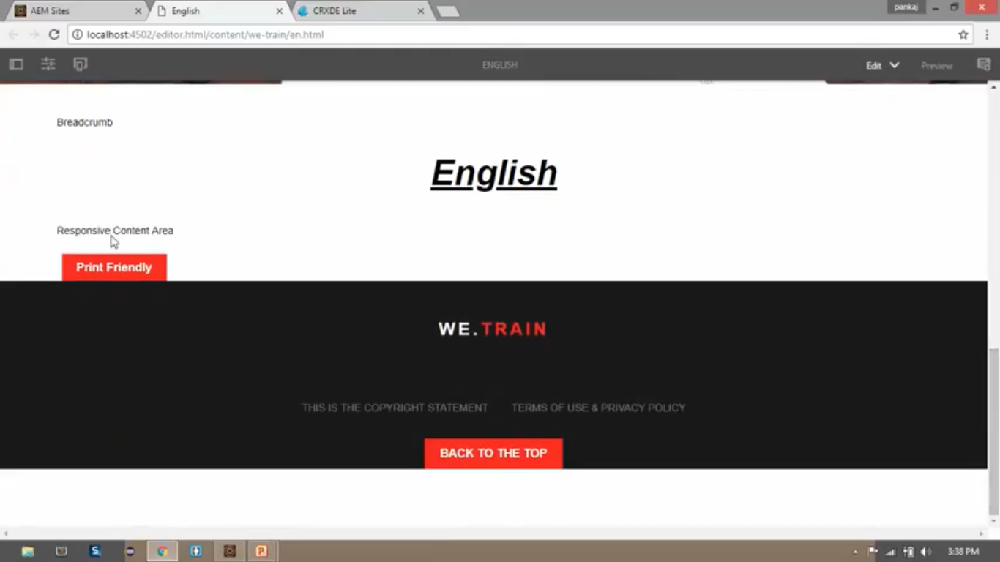 AEM Sites
English
CRXDE Lite
pankaj
localhost:4502/editor.html/content/we-train/en.html
ENGLISH
Edit
Preview
Breadcrumb
English
Responsive Content Area
Print Friendly
WE.TRAIN
THIS IS THE COPYRIGHT STATEMENT
TERMS OF USE & PRIVACY POLICY
BACK TO THE TOP
3:38 PM